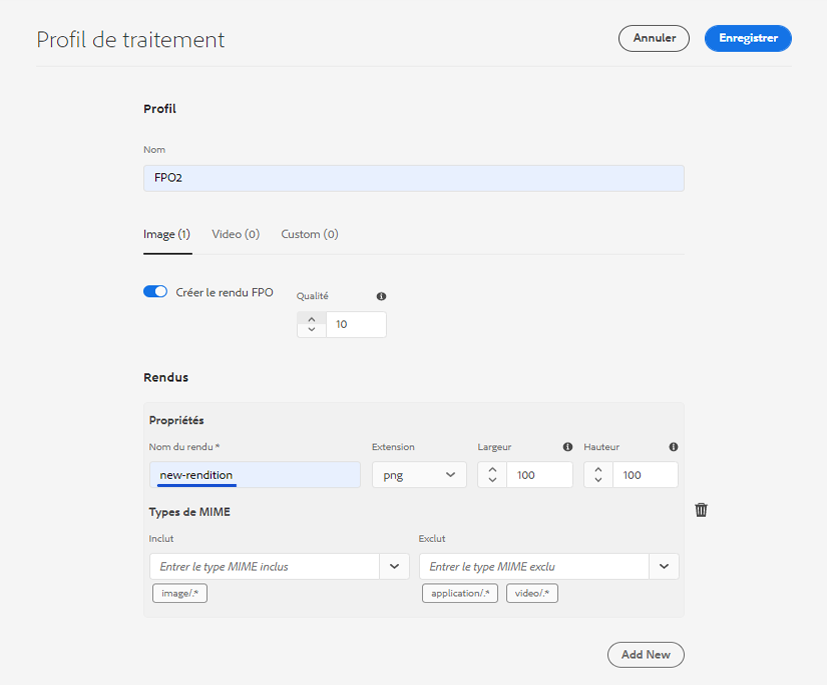 Profil de traitement
Annuler
Enregistrer
Profil
Nom
FPO2
Image (1) Video (0) Custom (0)
Créer le rendu FPO
Qualité
10
Rendus
Propriétés
Nom du rendu * Extension Largeur Hauteur
new-rendition png 100 100
Types de MIME
Inclut Exclut
Entrer le type MIME inclus Entrer le type MIME exclu
image/.* application/.* video/.*
Add New